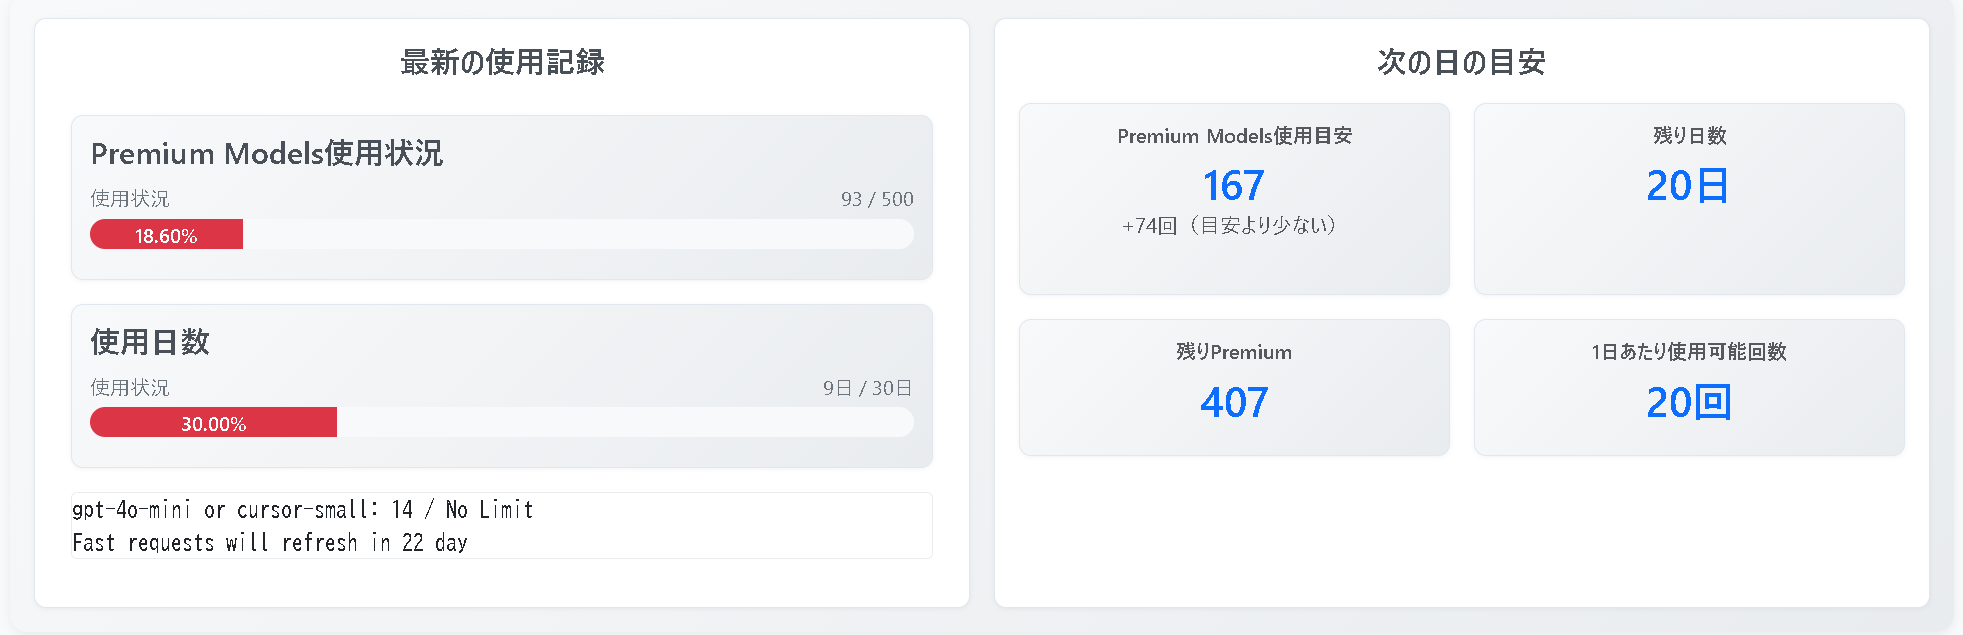 最新の使用記録
Premium Models使用状況
使用状況
93 / 500
18.60%
使用日数
使用状況
9日 / 30日
30.00%
gpt-4o-mini or cursor-small: 14 / No Limit
Fast requests will refresh in 22 day
次の日の目安
Premium Models使用目安
167
+74回（目安より少ない）
残り日数
20日
残りPremium
407
1日あたり使用可能回数
20回